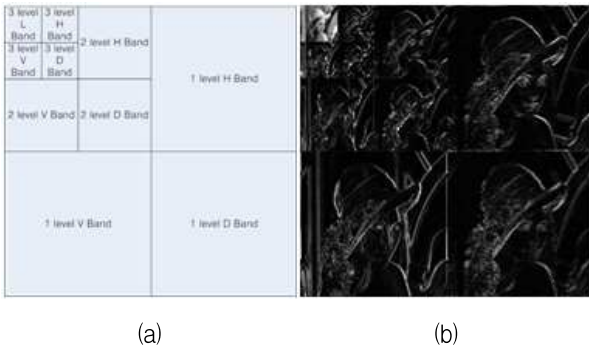 3 level
L
Band
3 level
H
Band
2 level H Band
1 level H Band
3 level
V
Band
3 level
D
Band
2 level V Band
2 level D Band
1 level V Band
1 level D Band
(a)
(b)